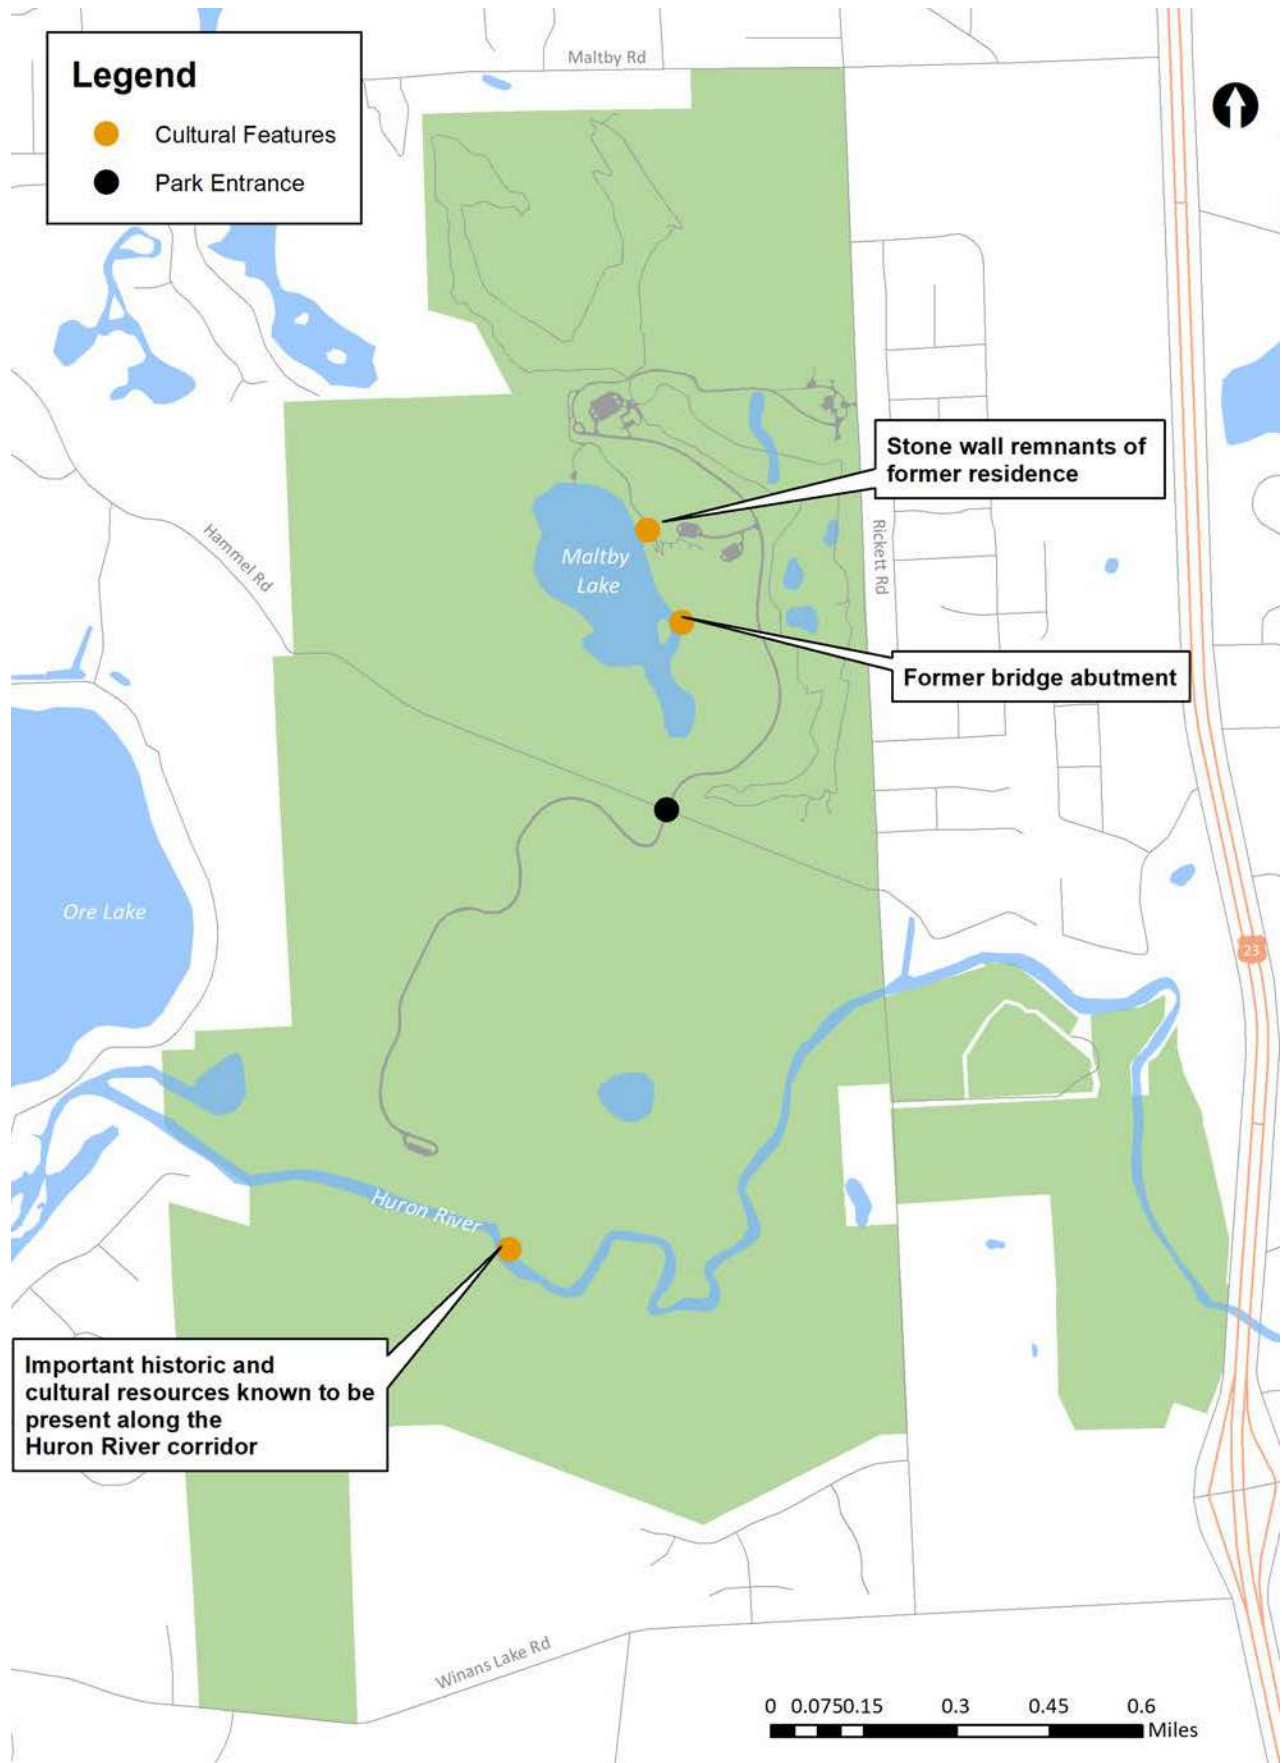 Maltby Rd
Legend
Cultural Features
Park Entrance
Stone wall remnants of
former residence
Maltby
Lake
Hammel Rd
Rickett Rd
Former bridge abutment
Ore Lake
23
Huron River
Important historic and
cultural resources known to be
present along the
Huron River corridor
Winans Lake Rd
0 0.075 0.15 0.3 0.45 0.6
Miles